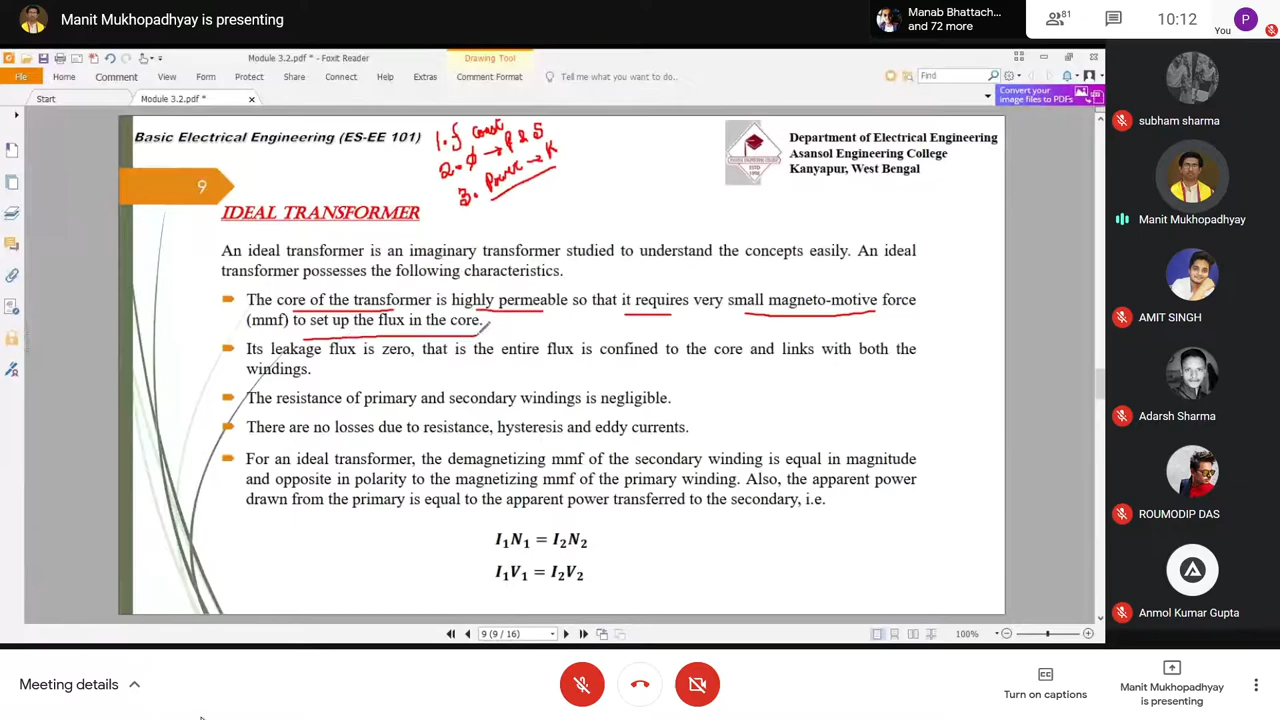 Manit Mukhopadhyay is presenting
Manab Bhattach...
and 72 more
81
10:12
You
P
Module 3.2.pdf * - Foxit Reader
Drawing Tool
File
Home
Comment
View
Form
Protect
Share
Connect
Help
Extras
Comment Format
Tell me what you want to do..
Find
Start
Module 3.2.pdf *
Convert your
image files to PDFs
Basic Electrical Engineering (ES-EE 101)
1. f const
2. φ → P & S
3. Power → K
Department of Electrical Engineering
Asansol Engineering College
Kanyapur, West Bengal
9
IDEAL TRANSFORMER
An ideal transformer is an imaginary transformer studied to understand the concepts easily. An ideal
transformer possesses the following characteristics.
The core of the transformer is highly permeable so that it requires very small magneto-motive force
(mmf) to set up the flux in the core.
Its leakage flux is zero, that is the entire flux is confined to the core and links with both the
windings.
The resistance of primary and secondary windings is negligible.
There are no losses due to resistance, hysteresis and eddy currents.
For an ideal transformer, the demagnetizing mmf of the secondary winding is equal in magnitude
and opposite in polarity to the magnetizing mmf of the primary winding. Also, the apparent power
drawn from the primary is equal to the apparent power transferred to the secondary, i.e.
I₁N₁ = I₂N₂
I₁V₁ = I₂V₂
9 (9 / 16)
100%
subham sharma
Manit Mukhopadhyay
AMIT SINGH
Adarsh Sharma
ROUMODIP DAS
Anmol Kumar Gupta
Meeting details
Turn on captions
Manit Mukhopadhyay
is presenting